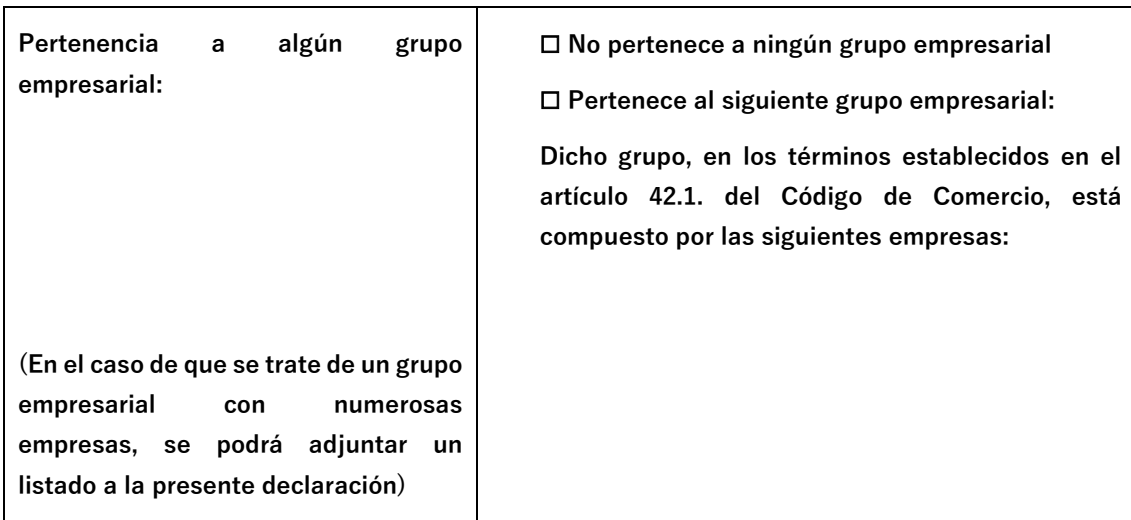 Pertenencia a algún grupo
empresarial:
(En el caso de que se trate de un grupo
empresarial con numerosas
empresas, se podrá adjuntar un
listado a la presente declaración)
☐ No pertenece a ningún grupo empresarial
☐ Pertenece al siguiente grupo empresarial:
Dicho grupo, en los términos establecidos en el
artículo 42.1. del Código de Comercio, está
compuesto por las siguientes empresas: